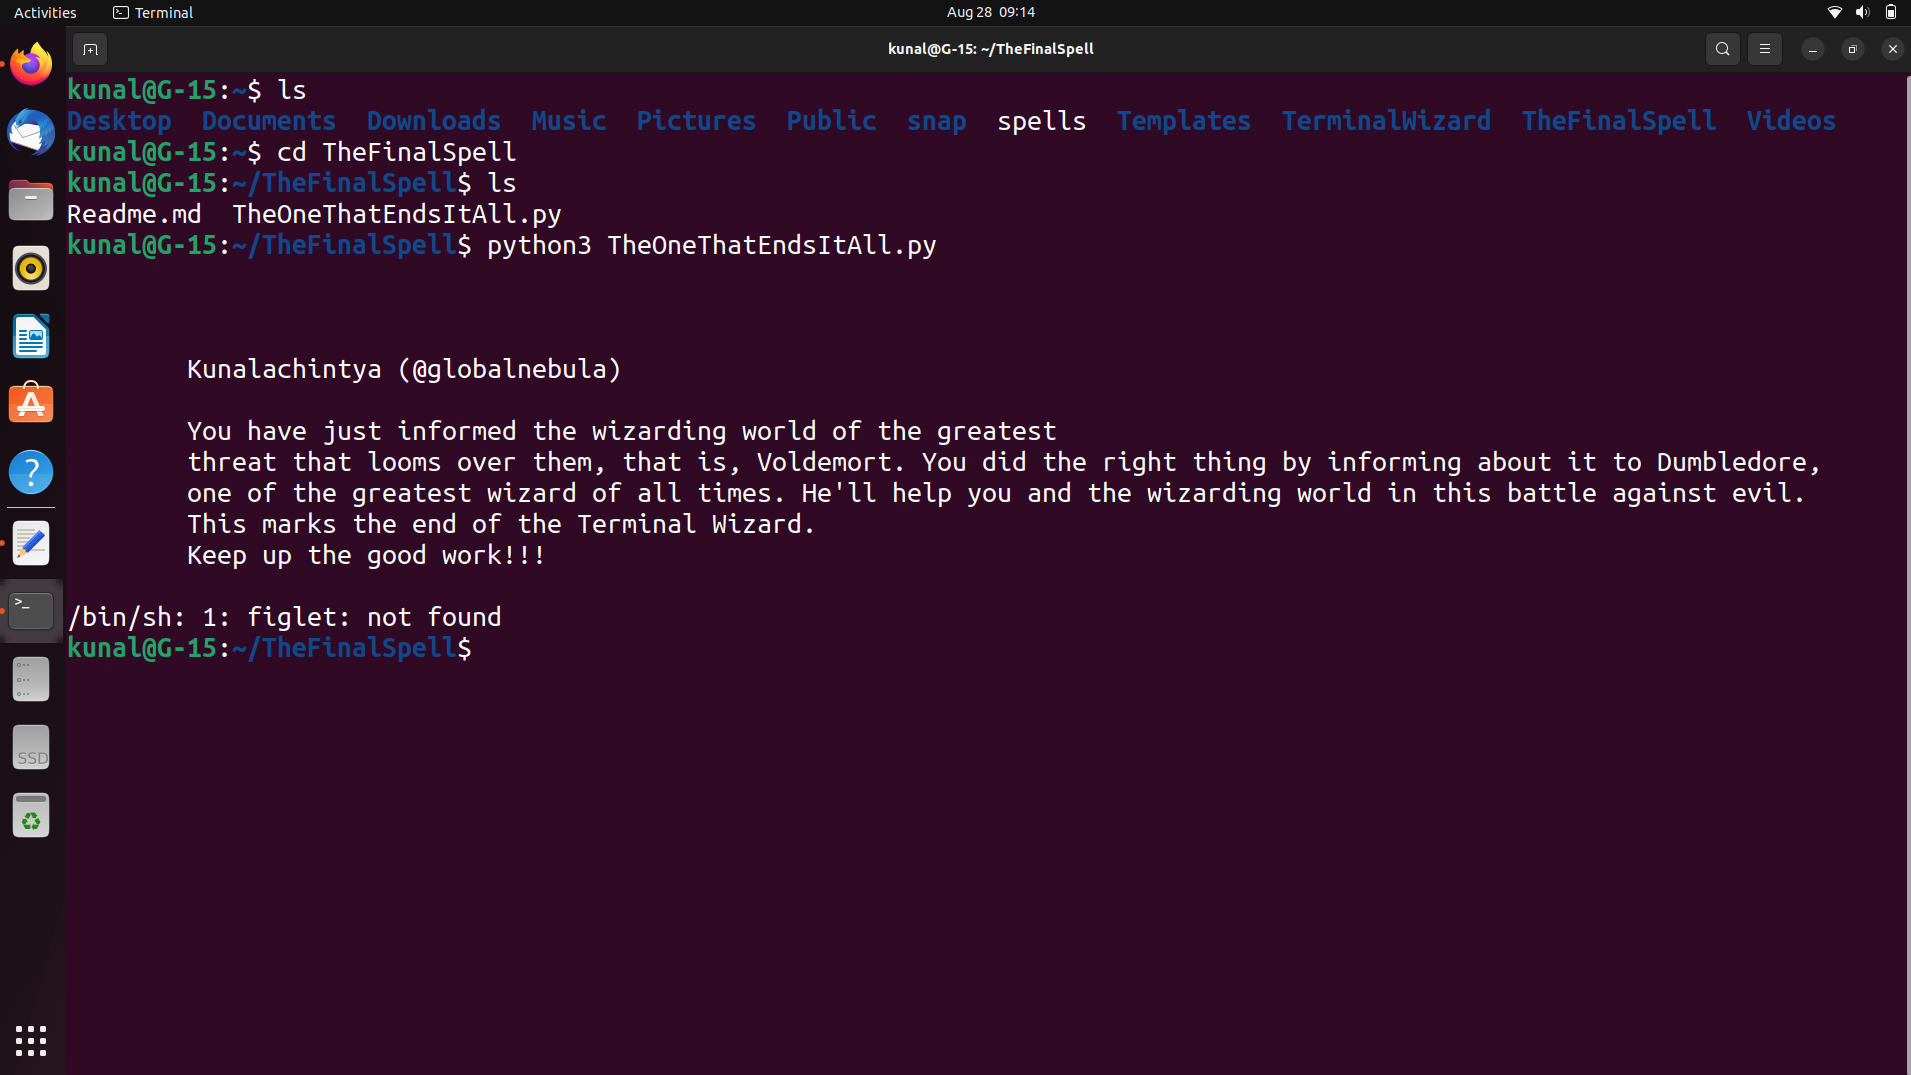 Activities Terminal Aug 28 09:14
kunal@G-15: ~/TheFinalSpell
kunal@G-15:~$ ls
Desktop Documents Downloads Music Pictures Public snap spells Templates TerminalWizard TheFinalSpell Videos
kunal@G-15:~$ cd TheFinalSpell
kunal@G-15:~/TheFinalSpell$ ls
Readme.md TheOneThatEndsItAll.py
kunal@G-15:~/TheFinalSpell$ python3 TheOneThatEndsItAll.py
Kunalachintya (@globalnebula)
You have just informed the wizarding world of the greatest
threat that looms over them, that is, Voldemort. You did the right thing by informing about it to Dumbledore,
one of the greatest wizard of all times. He'll help you and the wizarding world in this battle against evil.
This marks the end of the Terminal Wizard.
Keep up the good work!!!
/bin/sh: 1: figlet: not found
kunal@G-15:~/TheFinalSpell$
SSD